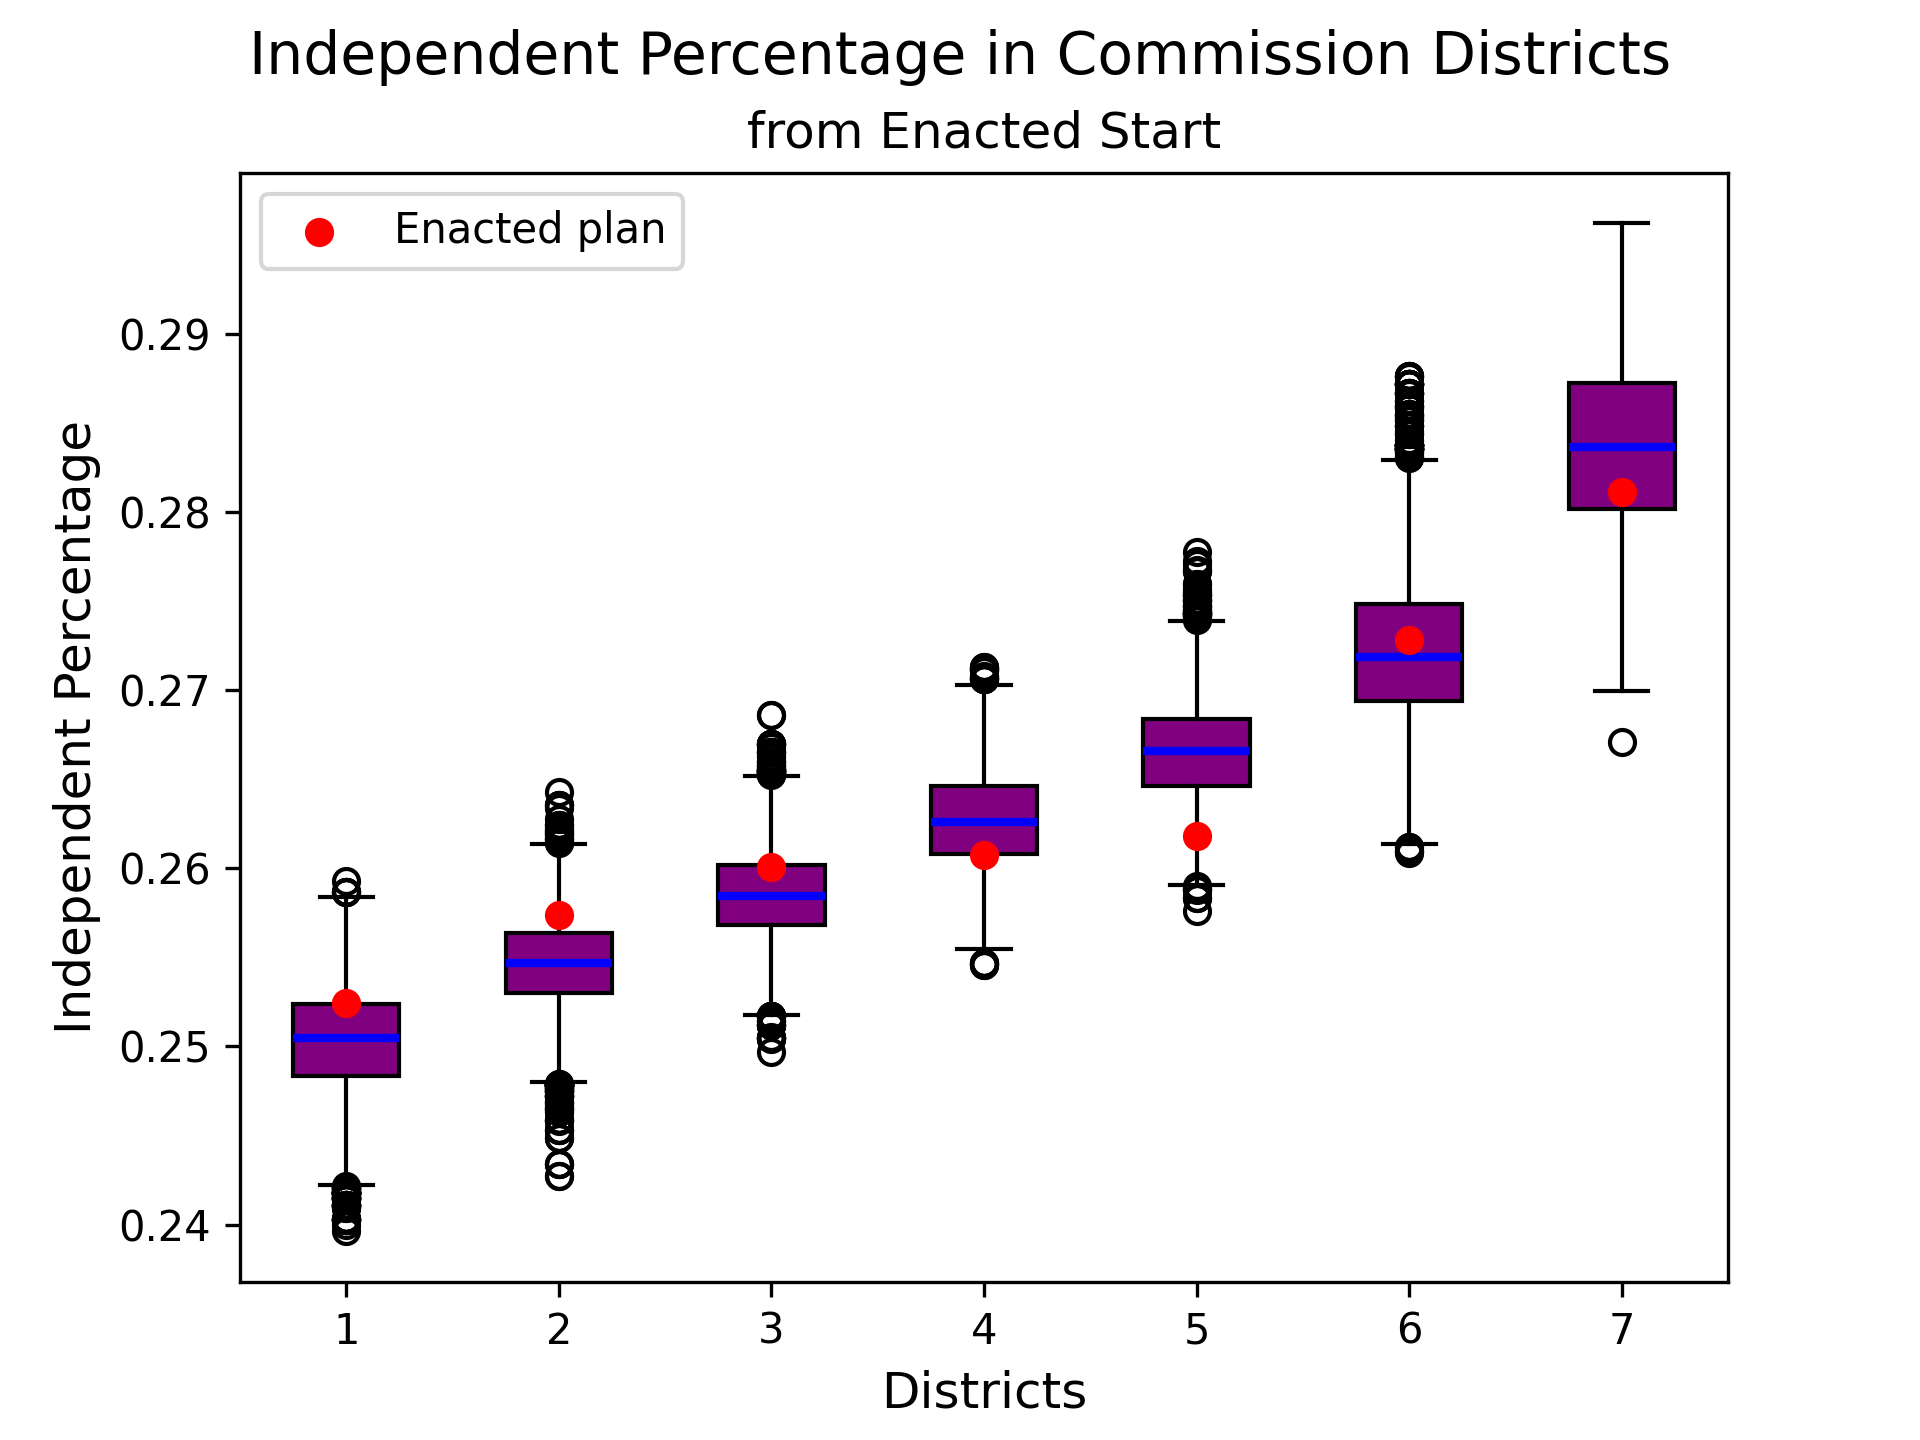 Independent Percentage in Commission Districts
from Enacted Start
Enacted plan
Independent Percentage
0.29
0.28
0.27
0.26
0.25
0.24
1 2 3 4 5 6 7
Districts